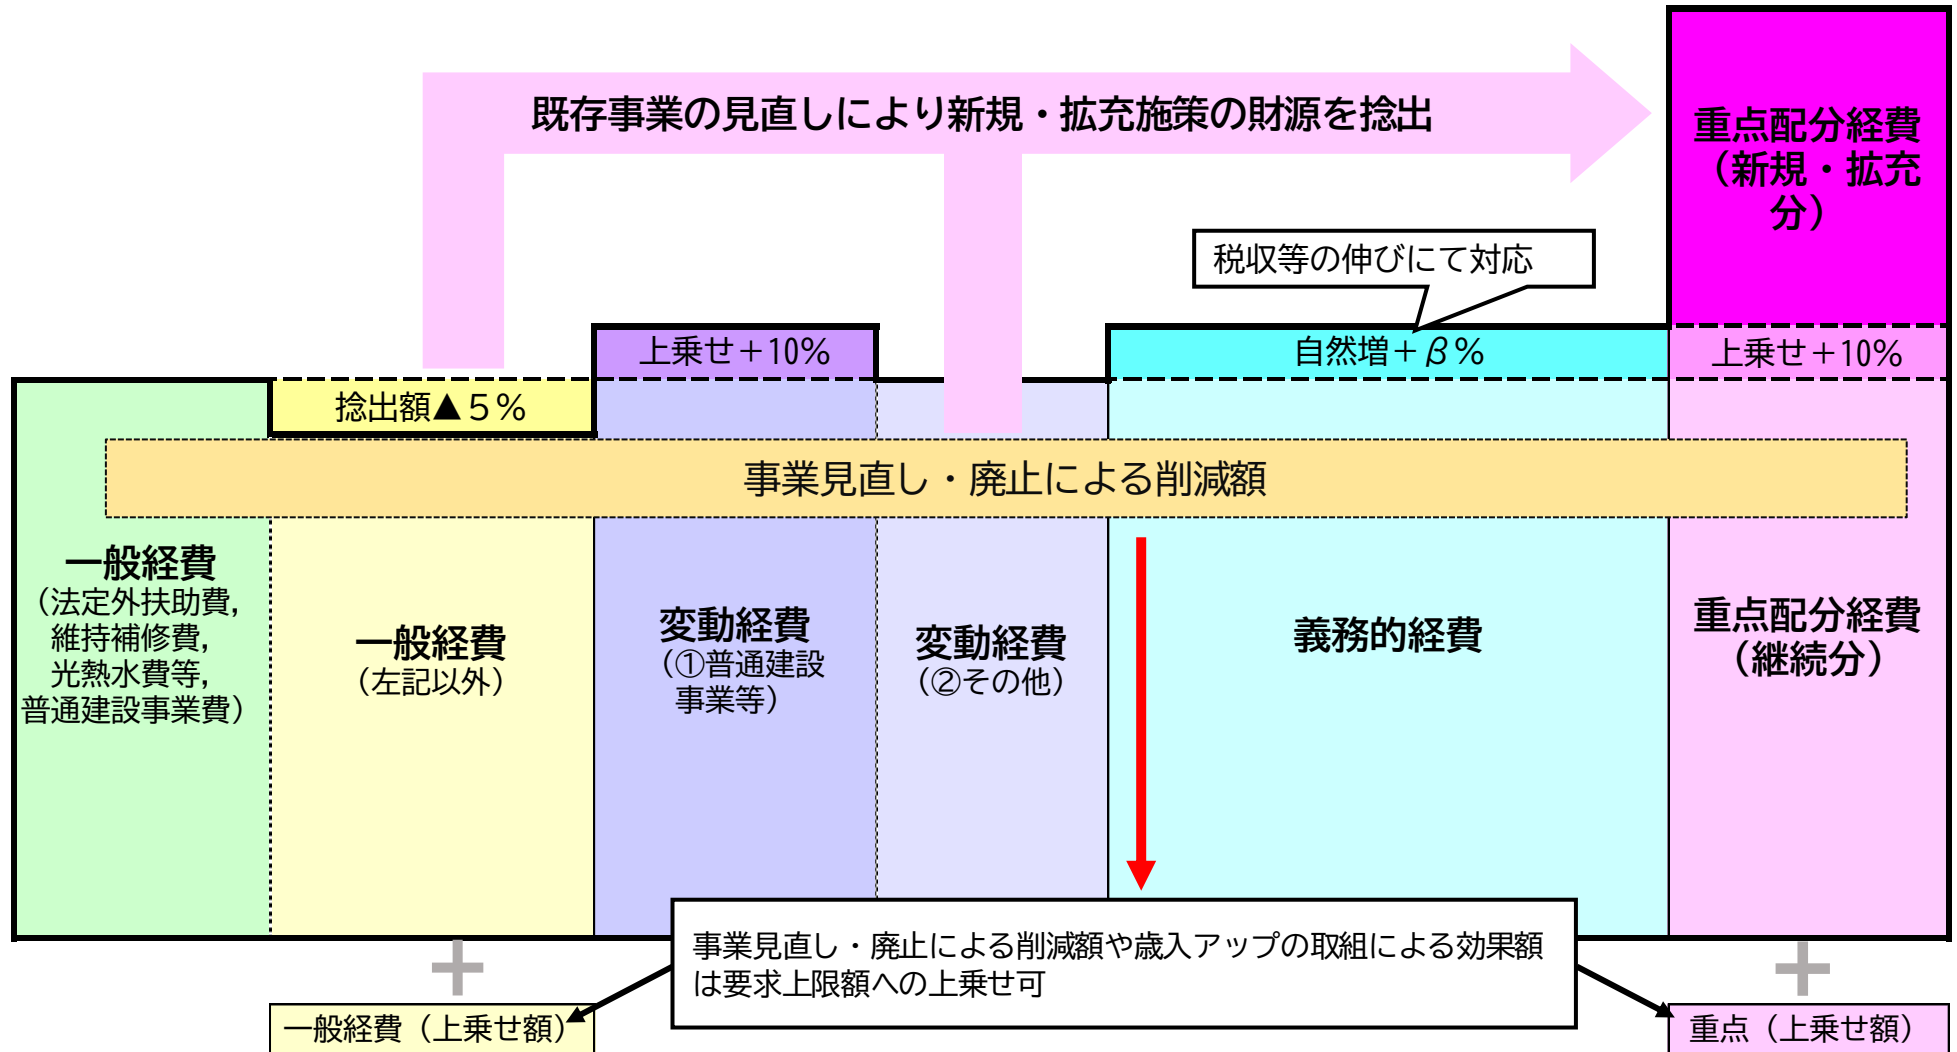 既存事業の見直しにより新規・拡充施策の財源を捻出
重点配分経費
（新規・拡充
分）
税収等の伸びにて対応
上乗せ＋10％
自然増＋β％
上乗せ＋10％
捻出額▲５％
事業見直し・廃止による削減額
一般経費
（法定外扶助費，
維持補修費，
光熱水費等，
普通建設事業費）
一般経費
（左記以外）
変動経費
（①普通建設
事業等）
変動経費
（②その他）
義務的経費
重点配分経費
（継続分）
事業見直し・廃止による削減額や歳入アップの取組による効果額
は要求上限額への上乗せ可
＋
＋
一般経費（上乗せ額）
重点（上乗せ額）